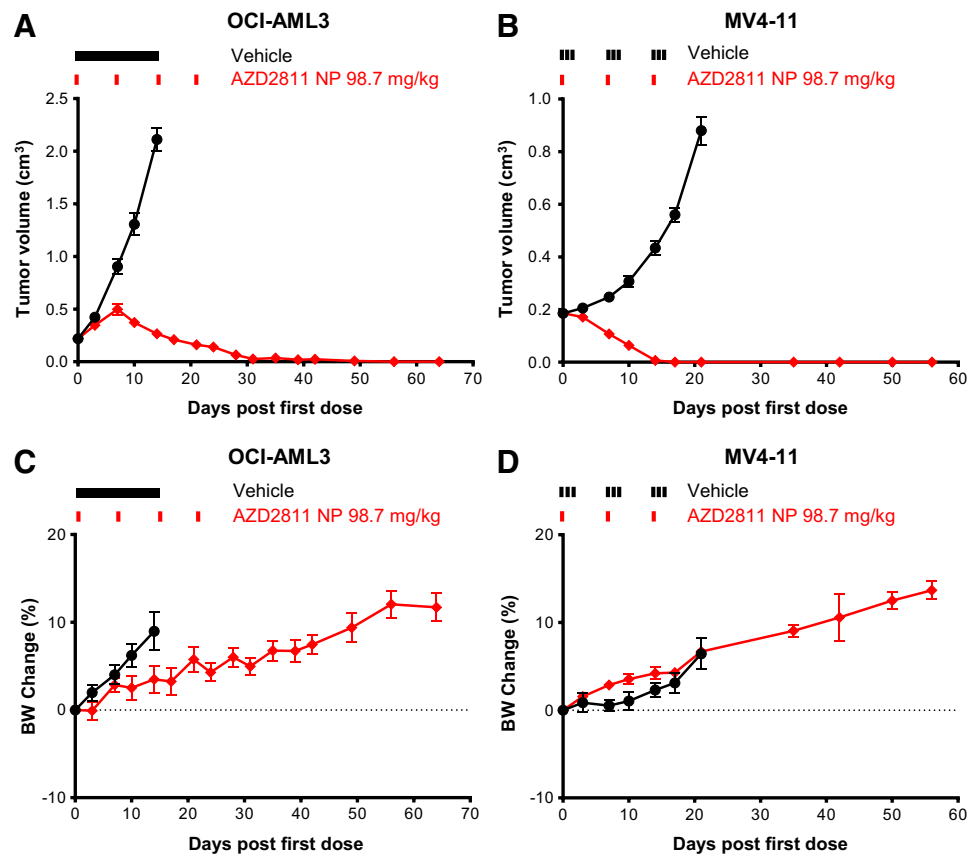 A
OCI-AML3
Vehicle
AZD2811 NP 98.7 mg/kg
Tumor volume (cm³)
2.5
2.0
1.5
1.0
0.5
0.0
0 10 20 30 40 50 60 70
Days post first dose
B
MV4-11
Vehicle
AZD2811 NP 98.7 mg/kg
Tumor volume (cm³)
1.0
0.8
0.6
0.4
0.2
0.0
0 10 20 30 40 50 60
Days post first dose
C
OCI-AML3
Vehicle
AZD2811 NP 98.7 mg/kg
BW Change (%)
20
10
0
-10
0 10 20 30 40 50 60 70
Days post first dose
D
MV4-11
Vehicle
AZD2811 NP 98.7 mg/kg
BW Change (%)
20
10
0
-10
0 10 20 30 40 50 60
Days post first dose